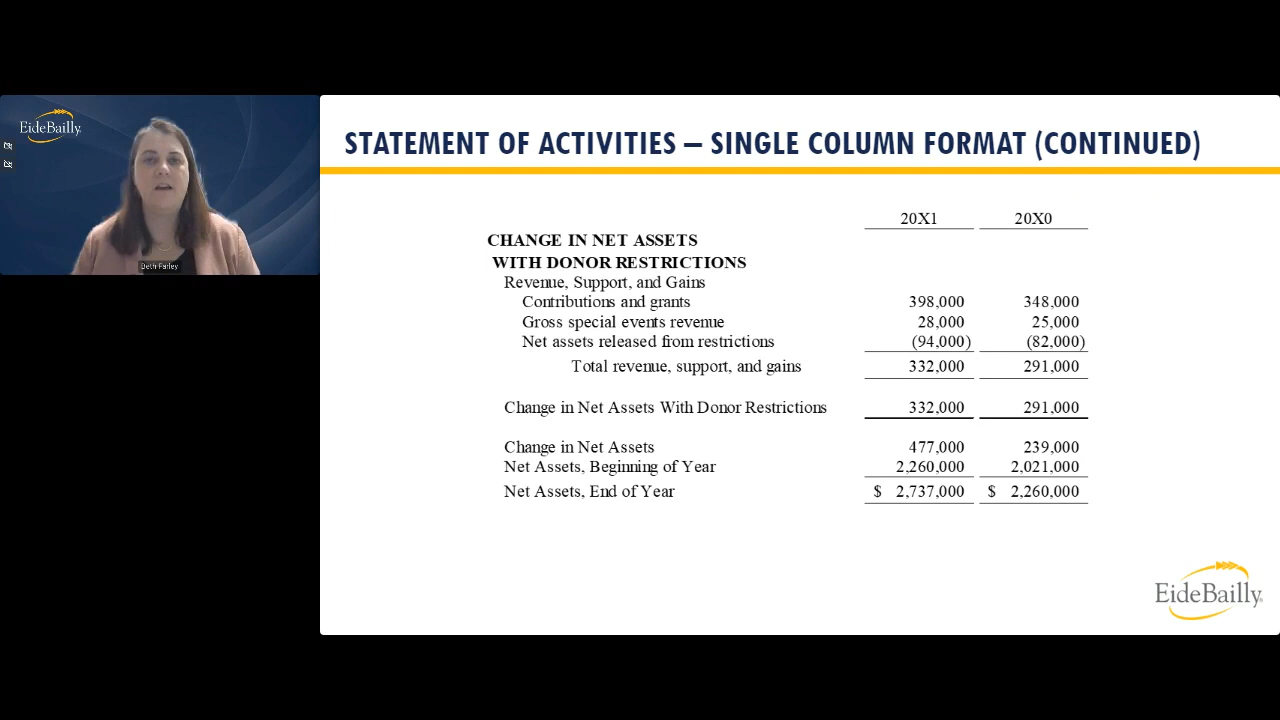 EideBailly
Beth Farley
STATEMENT OF ACTIVITIES – SINGLE COLUMN FORMAT (CONTINUED)
20X1 20X0
CHANGE IN NET ASSETS
WITH DONOR RESTRICTIONS
Revenue, Support, and Gains
Contributions and grants 398,000 348,000
Gross special events revenue 28,000 25,000
Net assets released from restrictions (94,000) (82,000)
Total revenue, support, and gains 332,000 291,000
Change in Net Assets With Donor Restrictions 332,000 291,000
Change in Net Assets 477,000 239,000
Net Assets, Beginning of Year 2,260,000 2,021,000
Net Assets, End of Year $ 2,737,000 $ 2,260,000
EideBailly